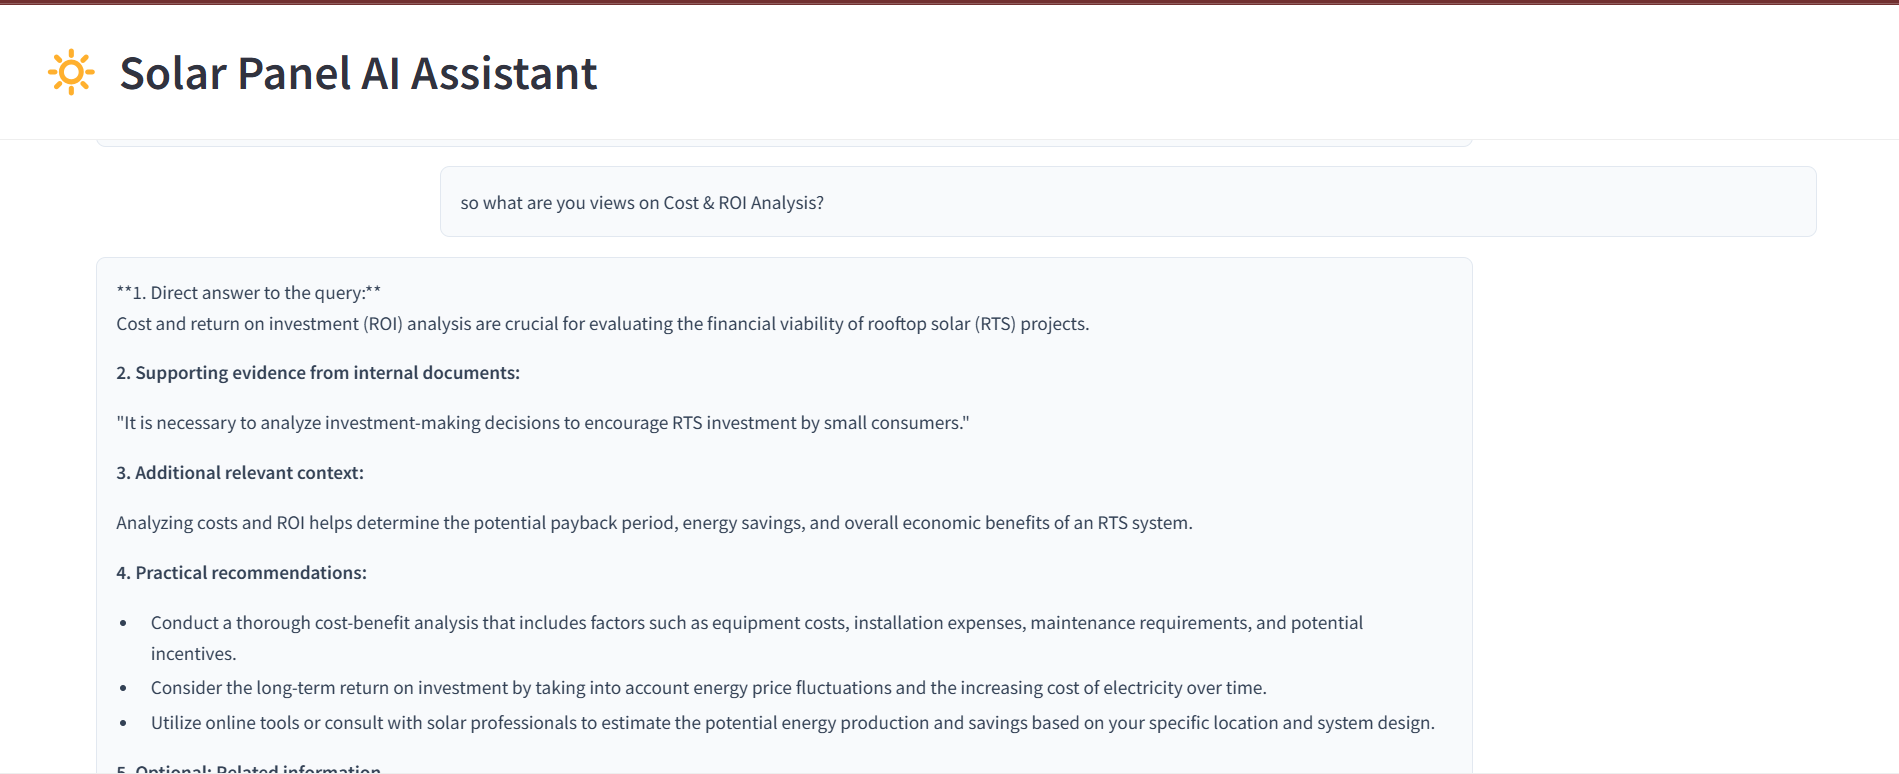 Solar Panel AI Assistant
so what are you views on Cost & ROI Analysis?
**1. Direct answer to the query:**
Cost and return on investment (ROI) analysis are crucial for evaluating the financial viability of rooftop solar (RTS) projects.
2. Supporting evidence from internal documents:
"It is necessary to analyze investment-making decisions to encourage RTS investment by small consumers."
3. Additional relevant context:
Analyzing costs and ROI helps determine the potential payback period, energy savings, and overall economic benefits of an RTS system.
4. Practical recommendations:
• Conduct a thorough cost-benefit analysis that includes factors such as equipment costs, installation expenses, maintenance requirements, and potential
incentives.
• Consider the long-term return on investment by taking into account energy price fluctuations and the increasing cost of electricity over time.
• Utilize online tools or consult with solar professionals to estimate the potential energy production and savings based on your specific location and system design.
5. Optional: Related information